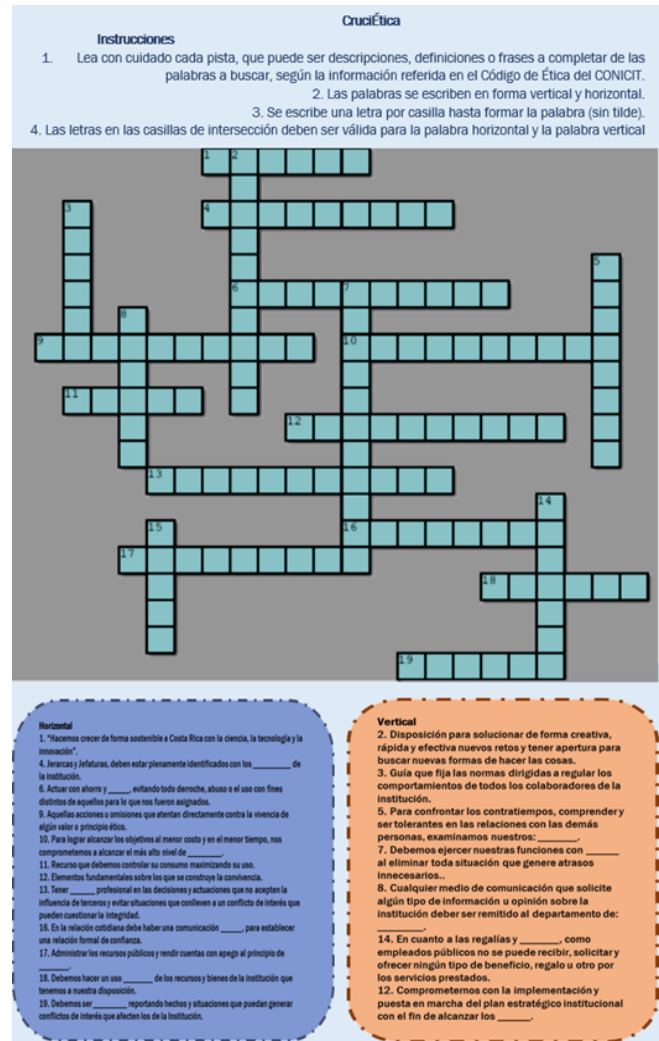 CruciÉtica
Instrucciones
1. Lea con cuidado cada pista, que puede ser descripciones, definiciones o frases a completar de las
palabras a buscar, según la información referida en el Código de Ética del CONICIT.
2. Las palabras se escriben en forma vertical y horizontal.
3. Se escribe una letra por casilla hasta formar la palabra (sin tilde).
4. Las letras en las casillas de intersección deben ser válida para la palabra horizontal y la palabra vertical
1 2
3 4
5
6 7
8
9 10
11
12
13
14
15 16
17
18
19
Horizontal
1. "Hacemos crecer de forma sostenible a Costa Rica con la ciencia, la tecnología y la
innovación".
4. Jerarcas y Jefaturas, deben estar plenamente identificados con los _________ de
la institución.
6. Actuar con ahorro y _____, evitando todo derroche, abuso o el uso con fines
distintos de aquellos para lo que nos fueron asignados.
9. Aquellas acciones u omisiones que atentan directamente contra la vivencia de
algún valor o principio ético.
10. Para lograr alcanzar los objetivos al menor costo y en el menor tiempo, nos
comprometemos a alcanzar el más alto nivel de ________.
11. Recurso que debemos controlar su consumo maximizando su uso.
12. Elementos fundamentales sobre los que se construye la convivencia.
13. Tener ______ profesional en las decisiones y actuaciones que no acepten la
influencia de terceros y evitar situaciones que conlleven a un conflicto de interés que
pueden cuestionar la integridad.
16. En la relación cotidiana debe haber una comunicación _____, para establecer
una relación formal de confianza.
17. Administrar los recursos públicos y rendir cuentas con apego al principio de
________.
18. Debemos hacer un uso _______ de los recursos y bienes de la institución que
tenemos a nuestra disposición.
19. Debemos ser ________ reportando hechos y situaciones que puedan generar
conflictos de interés que afecten los de la Institución.
Vertical
2. Disposición para solucionar de forma creativa,
rápida y efectiva nuevos retos y tener apertura para
buscar nuevas formas de hacer las cosas.
3. Guía que fija las normas dirigidas a regular los
comportamientos de todos los colaboradores de la
institución.
5. Para confrontar los contratiempos, comprender y
ser tolerantes en las relaciones con las demás
personas, examinamos nuestros: _______.
7. Debemos ejercer nuestras funciones con ______
al eliminar toda situación que genere atrasos
innecesarios..
8. Cualquier medio de comunicación que solicite
algún tipo de información u opinión sobre la
institución deber ser remitido al departamento de:
________.
14. En cuanto a las regalías y _______, como
empleados públicos no se puede recibir, solicitar y
ofrecer ningún tipo de beneficio, regalo u otro por
los servicios prestados.
12. Comprometernos con la implementación y
puesta en marcha del plan estratégico institucional
con el fin de alcanzar los ______.